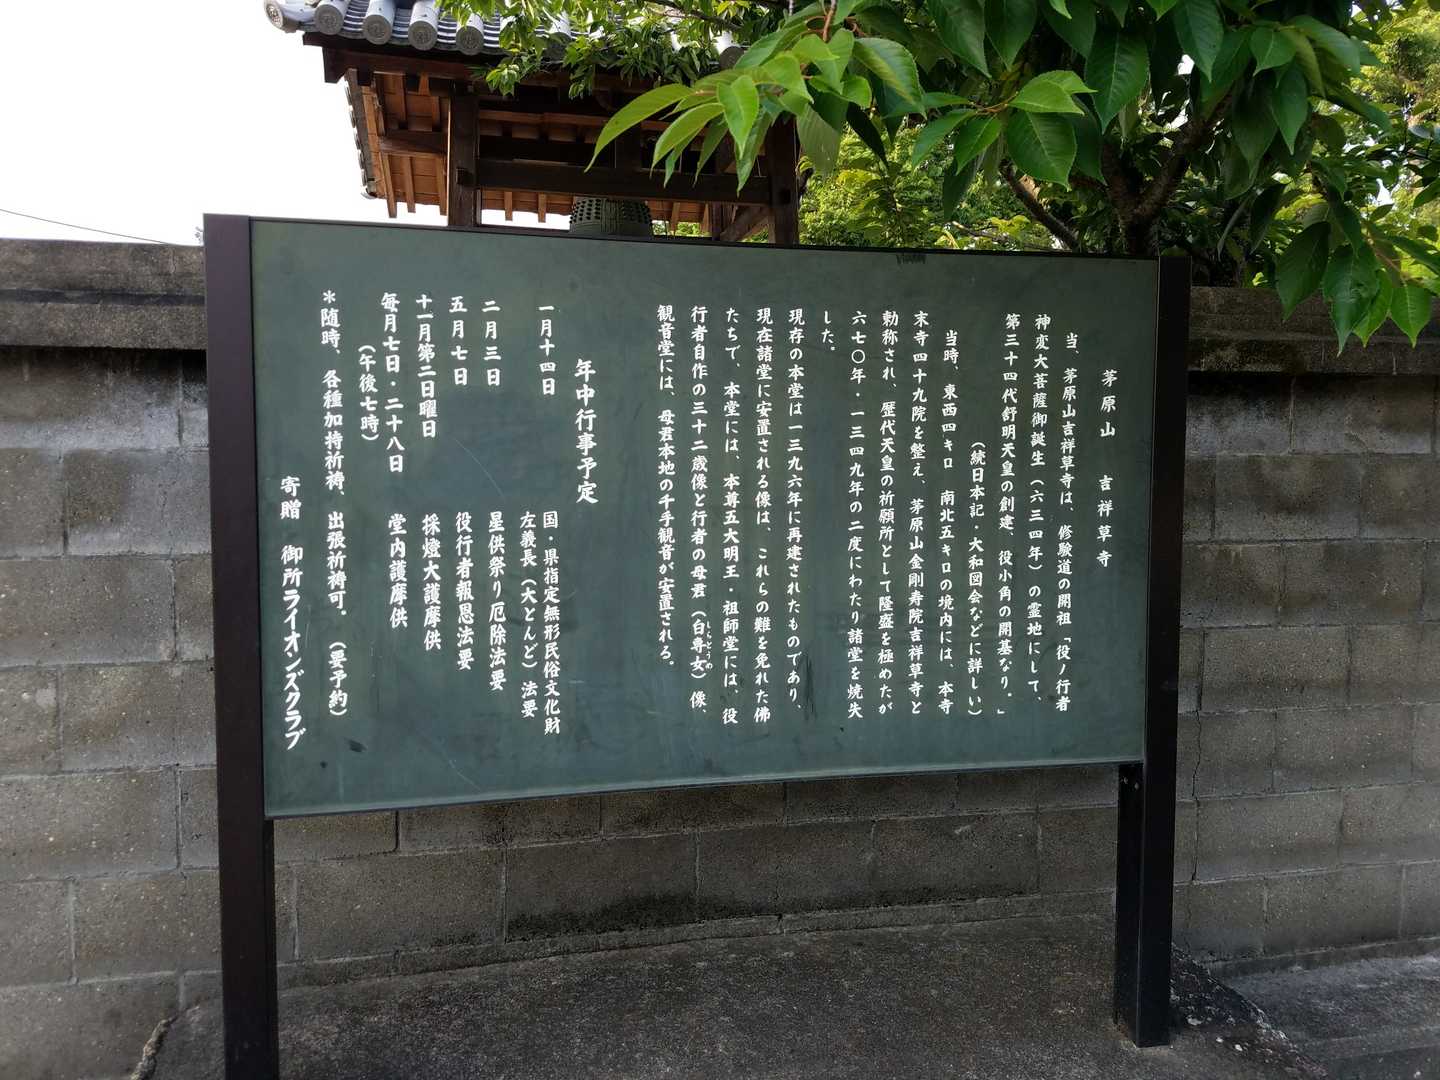 茅原山　吉祥草寺
当、茅原山吉祥草寺は、修験道の開祖「役ノ行者
神変大菩薩御誕生（六三四年）の霊地にして、
第三十四代舒明天皇の創建、役小角の開基なり。」
（続日本記・大和図会などに詳しい）
当時、東西四キロ　南北五キロの境内には、本寺
末寺四十九院を整え、茅原山金剛寿院吉祥草寺と
勅称され、歴代天皇の祈願所として隆盛を極めたが
六七〇年・一三四九年の二度にわたり諸堂を焼失
した。
現存の本堂は一三九六年に再建されたものであり、
現在諸堂に安置される像は、これらの難を免れた佛
たちで、本堂には、本尊五大明王・祖師堂には、役
行者自作の三十二歳像と行者の母君（白専女）像、
しらとうめ
観音堂には、母君本地の千手観音が安置される。
年中行事予定
一月十四日　国・県指定無形民俗文化財
左義長（大とんど）法要
二月三日　星供祭り厄除法要
五月七日　役行者報恩法要
十一月第二日曜日　採燈大護摩供
毎月七日・二十八日　堂内護摩供
（午後七時）
＊随時、各種加持祈祷、出張祈祷可。（要予約）
寄贈　御所ライオンズクラブ